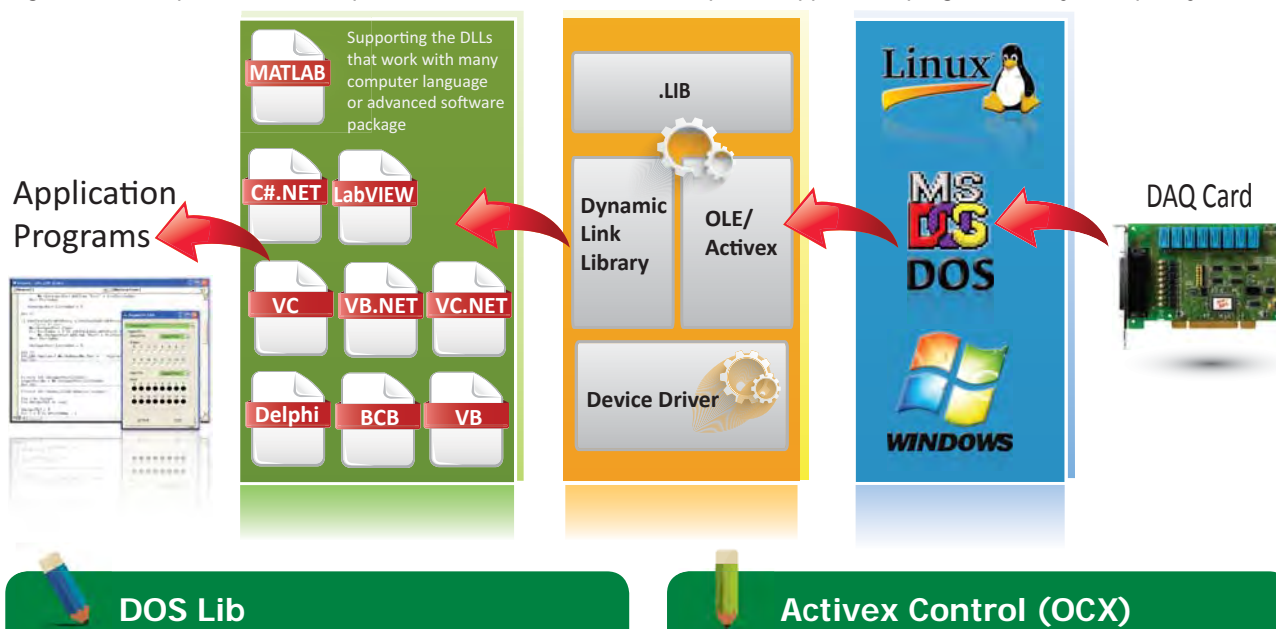 Supporting the DLLs
that work with many
computer language
or advanced software
package
MATLAB
C#.NET
LabVIEW
VC
VB.NET
VC.NET
Delphi
BCB
VB
Application
Programs
.LIB
Dynamic
Link
Library
OLE/
Activex
Device Driver
Linux
MS
DOS
DOS
WINDOWS
DAQ Card
DOS Lib
Activex Control (OCX)